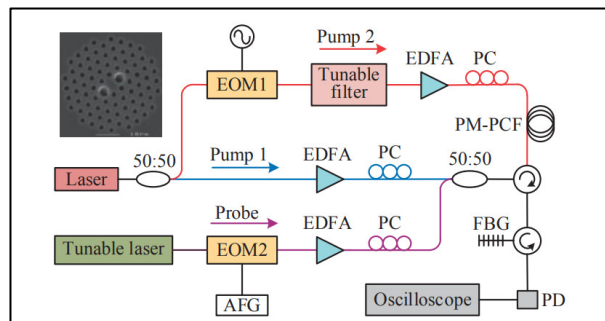 Pump 2
EDFA
PC
EOM1
Tunable
filter
PM-PCF
50:50
Pump 1
EDFA
PC
50:50
Laser
Probe
EDFA
PC
FBG
Tunable laser
EOM2
AFG
Oscilloscope
PD